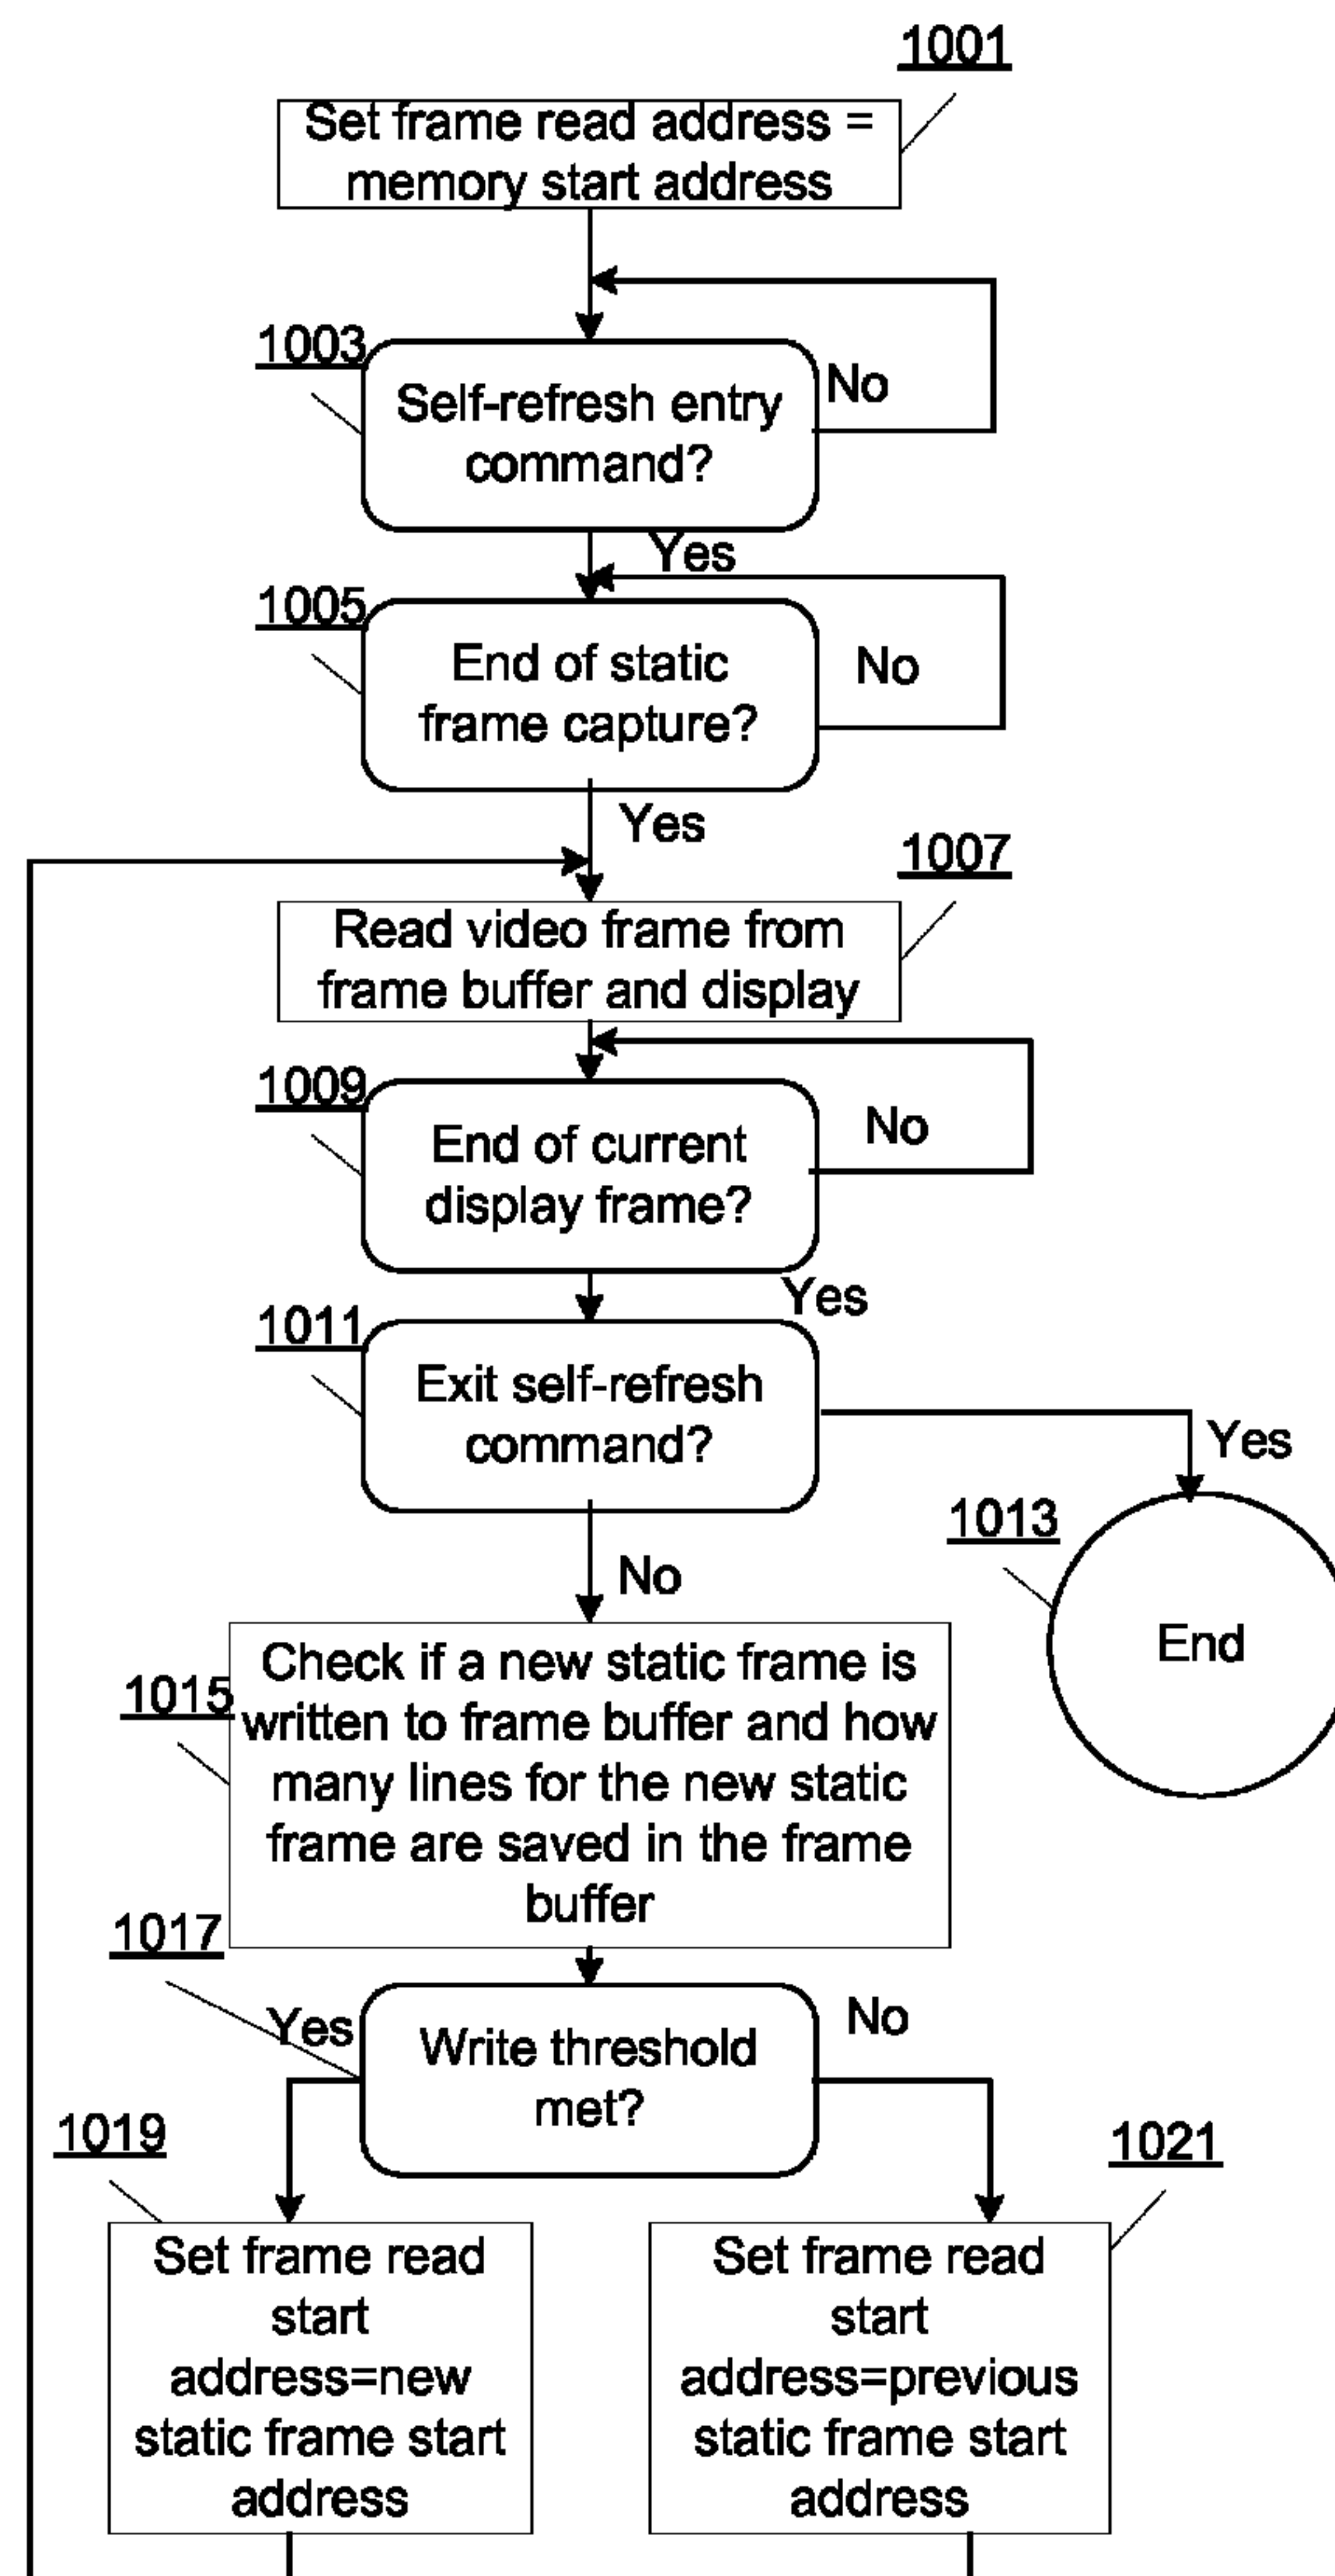 1001
Set frame read address =
memory start address
1003
No
Self-refresh entry
command?
Yes
1005
No
End of static
frame capture?
Yes
1007
Read video frame from
frame buffer and display
1009
No
End of current
display frame?
Yes
1011
Exit self-refresh
command?
Yes
1013
End
No
1015
Check if a new static frame is
written to frame buffer and how
many lines for the new static
frame are saved in the frame
buffer
1017
Yes
No
Write threshold
met?
1019
Set frame read
start
address=new
static frame start
address
1021
Set frame read
start
address=previous
static frame start
address